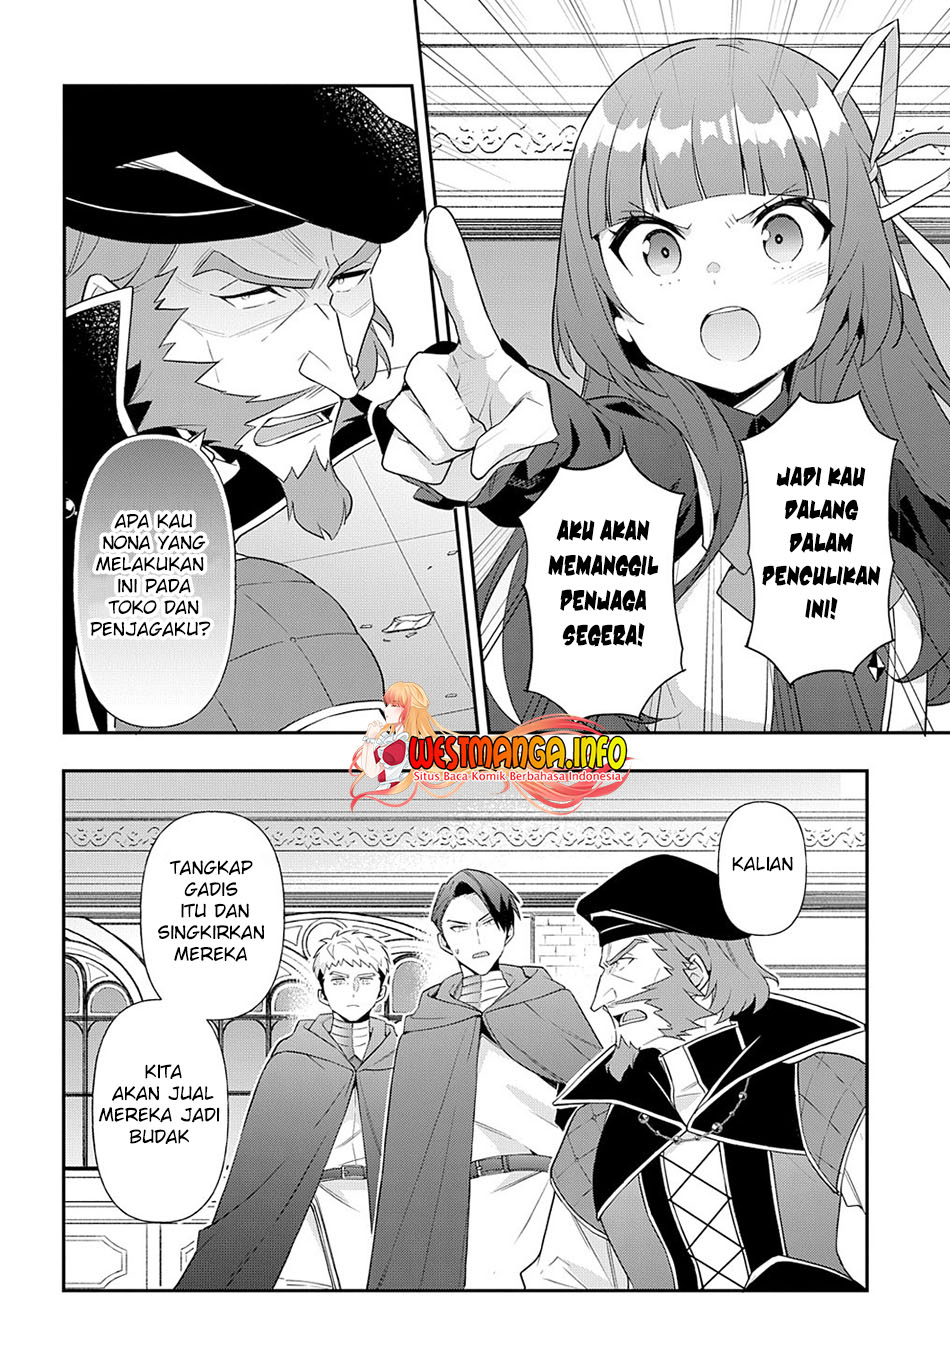 JADI KAU
DALANG
DALAM
PENCULIKAN
INI!
AKU AKAN
MEMANGGIL
PENJAGA
SEGERA!
APA KAU
NONA YANG
MELAKUKAN
INI PADA
TOKO DAN
PENJAGAKU?
WESTMANGA.INFO
Situs Baca Komik Berbahasa Indonesia
KALIAN
TANGKAP
GADIS
ITU DAN
SINGKIRKAN
MEREKA
KITA
AKAN JUAL
MEREKA JADI
BUDAK